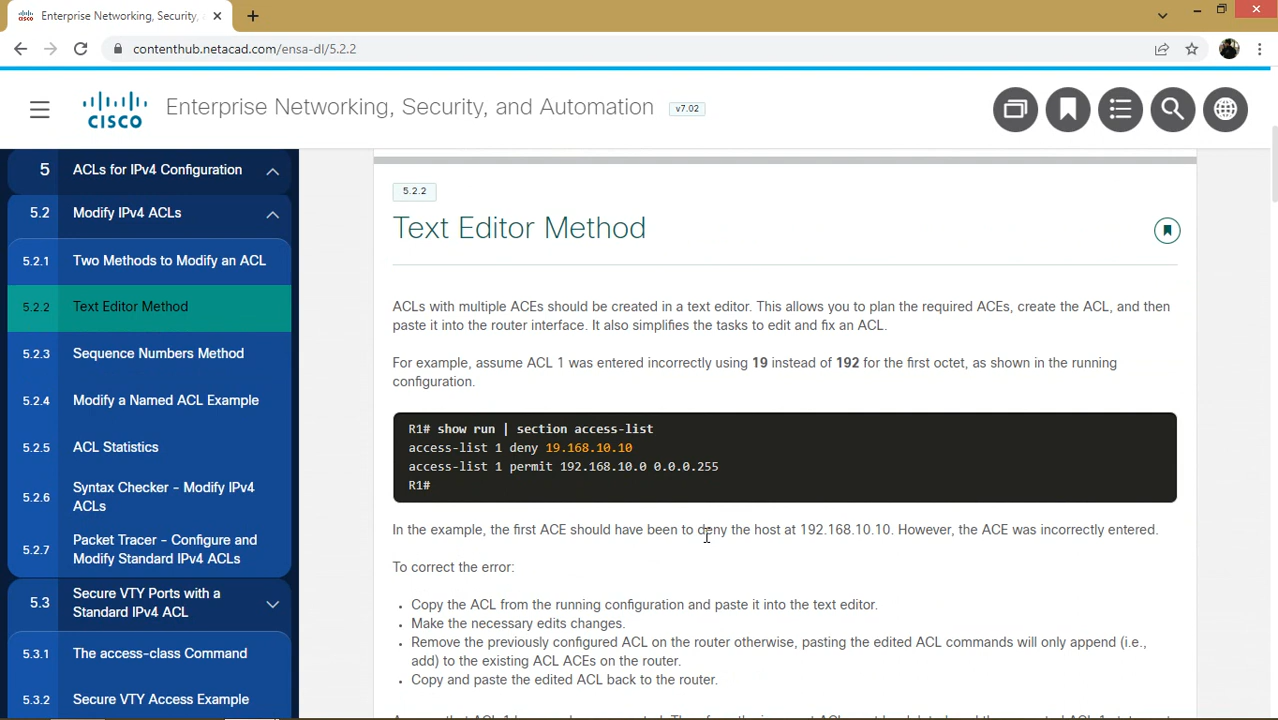 Enterprise Networking, Security,
contenthub.netacad.com/ensa-dl/5.2.2
CISCO
Enterprise Networking, Security, and Automation
v7.02
5 ACLs for IPv4 Configuration
5.2 Modify IPv4 ACLs
5.2.1 Two Methods to Modify an ACL
5.2.2 Text Editor Method
5.2.3 Sequence Numbers Method
5.2.4 Modify a Named ACL Example
5.2.5 ACL Statistics
5.2.6 Syntax Checker - Modify IPv4
ACLs
5.2.7 Packet Tracer - Configure and
Modify Standard IPv4 ACLs
5.3 Secure VTY Ports with a
Standard IPv4 ACL
5.3.1 The access-class Command
5.3.2 Secure VTY Access Example
5.2.2
Text Editor Method
ACLs with multiple ACEs should be created in a text editor. This allows you to plan the required ACEs, create the ACL, and then
paste it into the router interface. It also simplifies the tasks to edit and fix an ACL.
For example, assume ACL 1 was entered incorrectly using 19 instead of 192 for the first octet, as shown in the running
configuration.
R1# show run | section access-list
access-list 1 deny 19.168.10.10
access-list 1 permit 192.168.10.0 0.0.0.255
R1#
In the example, the first ACE should have been to deny the host at 192.168.10.10. However, the ACE was incorrectly entered.
To correct the error:
• Copy the ACL from the running configuration and paste it into the text editor.
• Make the necessary edits changes.
• Remove the previously configured ACL on the router otherwise, pasting the edited ACL commands will only append (i.e.,
add) to the existing ACL ACEs on the router.
• Copy and paste the edited ACL back to the router.